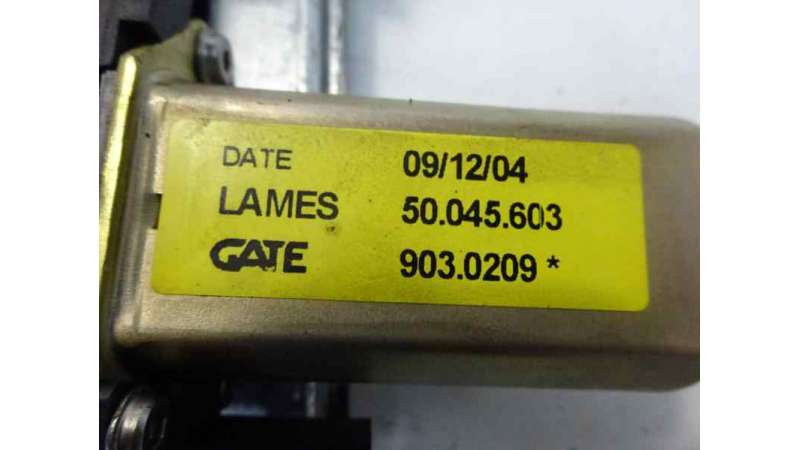 DATE 09/12/04
LAMES 50.045.603
GATE 903.0209 *